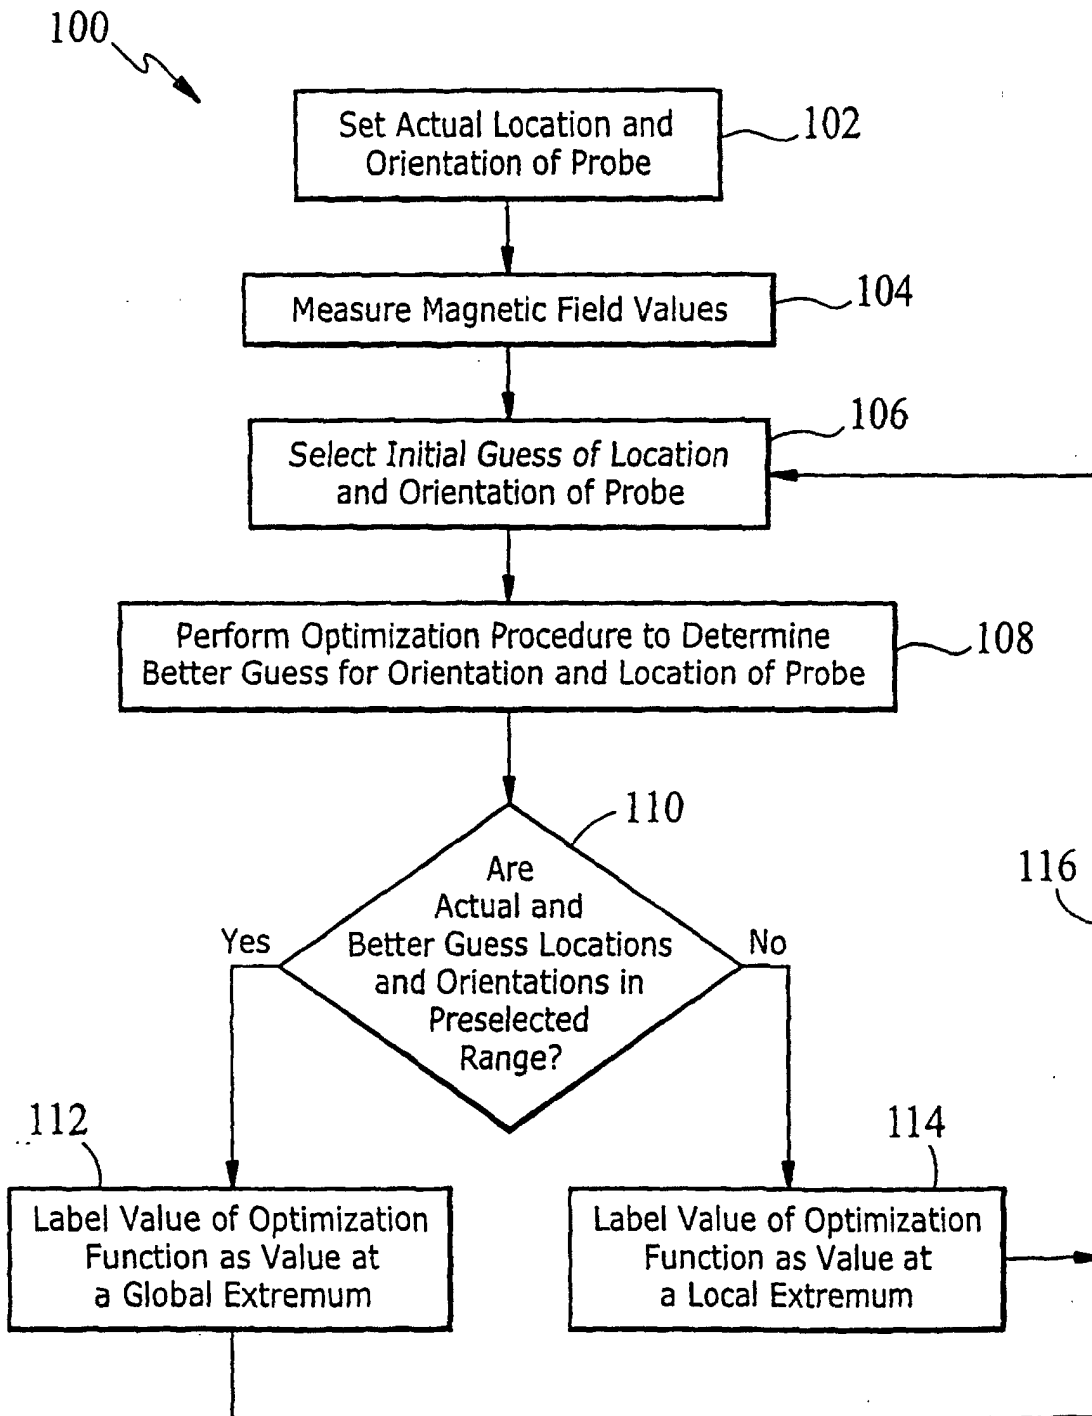 100
Set Actual Location and
Orientation of Probe
102
Measure Magnetic Field Values
104
106
Select Initial Guess of Location
and Orientation of Probe
Perform Optimization Procedure to Determine
Better Guess for Orientation and Location of Probe
108
110
Are
Actual and
Better Guess Locations
and Orientations in
Preselected
Range?
Yes
No
116
112
114
Label Value of Optimization
Function as Value at
a Global Extremum
Label Value of Optimization
Function as Value at
a Local Extremum